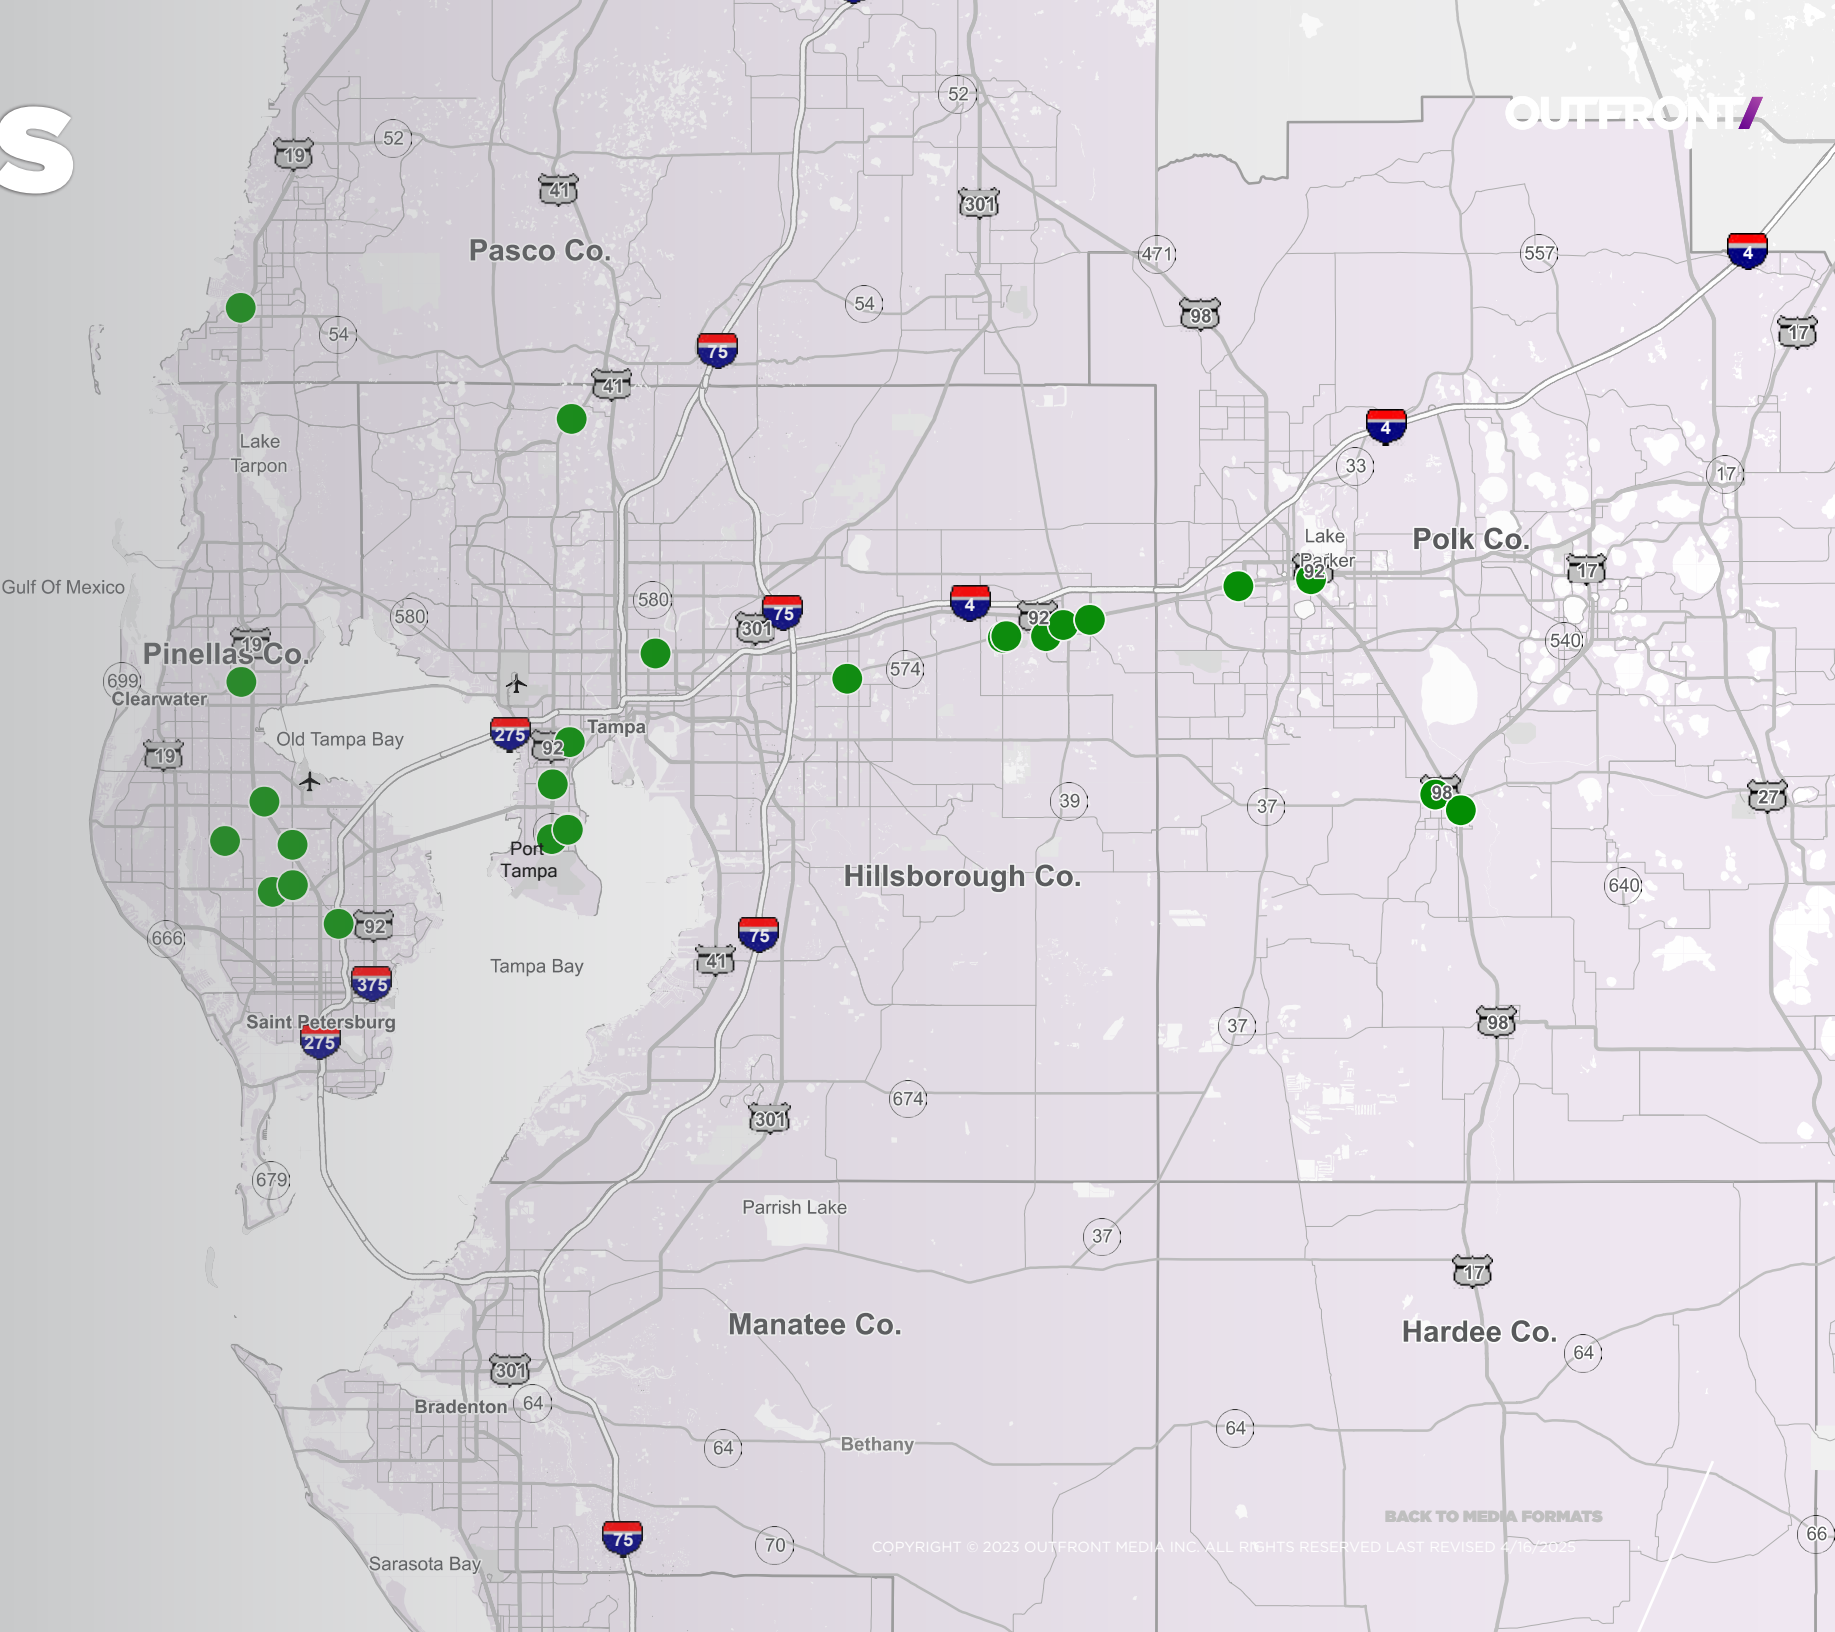 S
OUTFRONT/
52
52
19
41
301
Pasco Co.
471
557
4
54
98
17
54
75
41
4
Lake
Tarpon
33
17
Lake
Parker
Polk Co.
92
17
Gulf Of Mexico
580
580
75
4
301
92
19
Pinellas Co.
540
574
699
Clearwater
Tampa
275
Old Tampa Bay
92
19
98
27
39
37
Port
Tampa
Hillsborough Co.
640
92
666
75
41
Tampa Bay
375
Saint Petersburg
275
37
98
674
301
679
Parrish Lake
37
17
Manatee Co.
Hardee Co.
64
301
Bradenton
64
64
Bethany
64
BACK TO MEDIA FORMATS
66
75
70
COPYRIGHT © 2023 OUTFRONT MEDIA INC. ALL RIGHTS RESERVED LAST REVISED 4/16/2025
Sarasota Bay